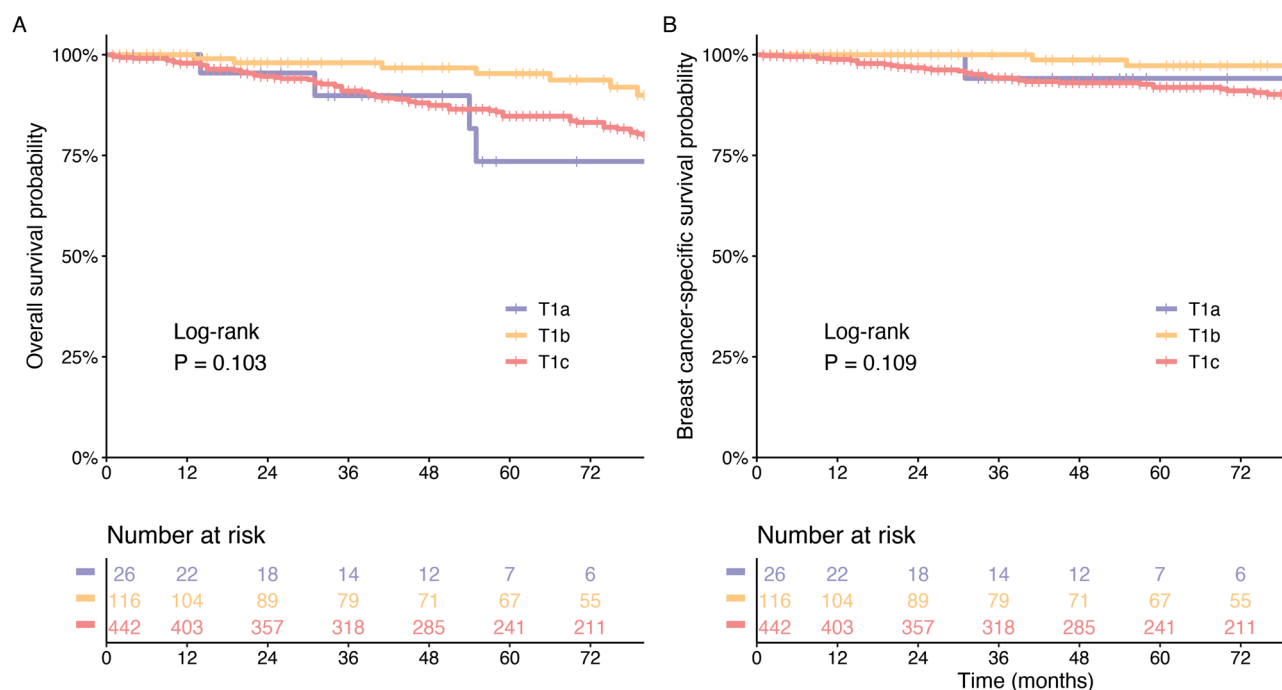 A
Overall survival probability
100%
75%
50%
25%
0%
Log-rank
P = 0.103
T1a
T1b
T1c
0 12 24 36 48 60 72
Number at risk
26 22 18 14 12 7 6
116 104 89 79 71 67 55
442 403 357 318 285 241 211
0 12 24 36 48 60 72
B
Breast cancer-specific survival probability
100%
75%
50%
25%
0%
Log-rank
P = 0.109
T1a
T1b
T1c
0 12 24 36 48 60 72
Number at risk
26 22 18 14 12 7 6
116 104 89 79 71 67 55
442 403 357 318 285 241 211
0 12 24 36 48 60 72
Time (months)